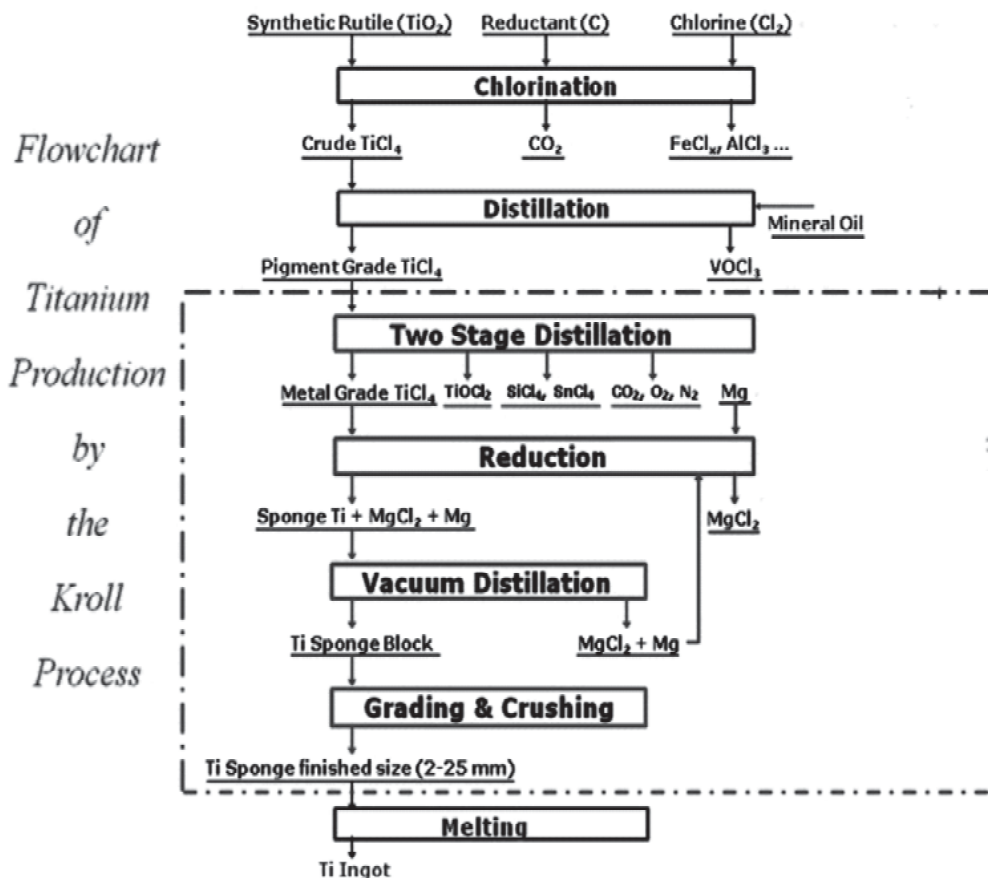 Flowchart
of
Titanium
Production
by
the
Kroll
Process
Synthetic Rutile (TiO₂) Reductant (C) Chlorine (Cl₂)
Chlorination
Crude TiCl₄ CO₂ FeClₓ, AlCl₃ ...
Distillation
Mineral Oil
Pigment Grade TiCl₄ VOCl₃
Two Stage Distillation
Metal Grade TiCl₄ TiOCl₂ SiCl₄, SnCl₄ CO₂, O₂, N₂ Mg
Reduction
Sponge Ti + MgCl₂ + Mg MgCl₂
Vacuum Distillation
Ti Sponge Block MgCl₂ + Mg
Grading & Crushing
Ti Sponge finished size (2-25 mm)
Melting
Ti Ingot